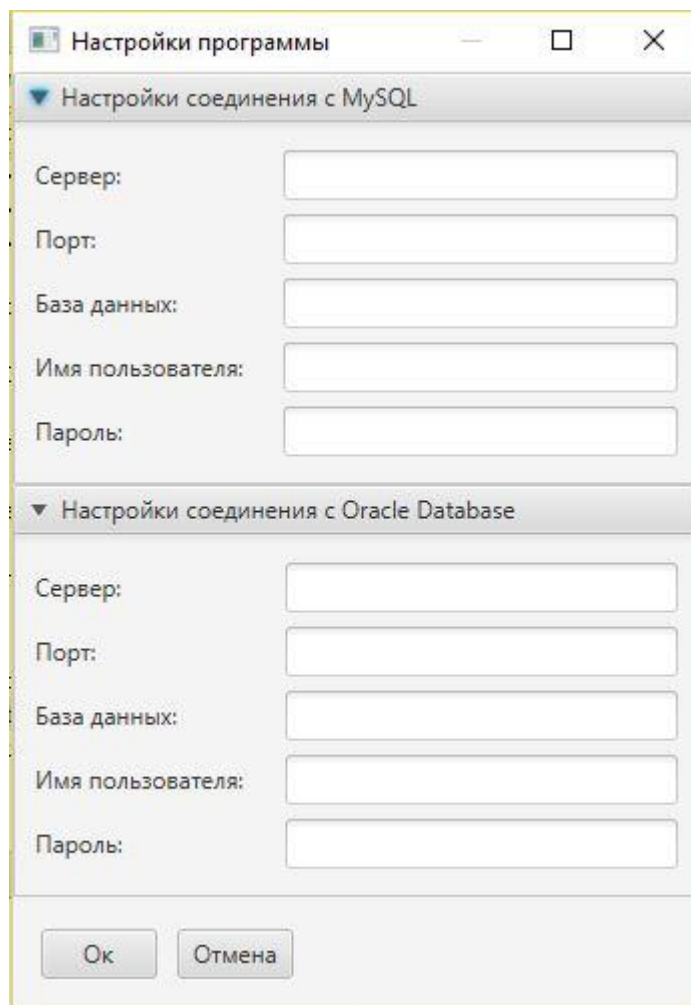 Настройки программы
Настройки соединения с MySQL
Сервер:
Порт:
База данных:
Имя пользователя:
Пароль:
Настройки соединения с Oracle Database
Сервер:
Порт:
База данных:
Имя пользователя:
Пароль:
Ок Отмена